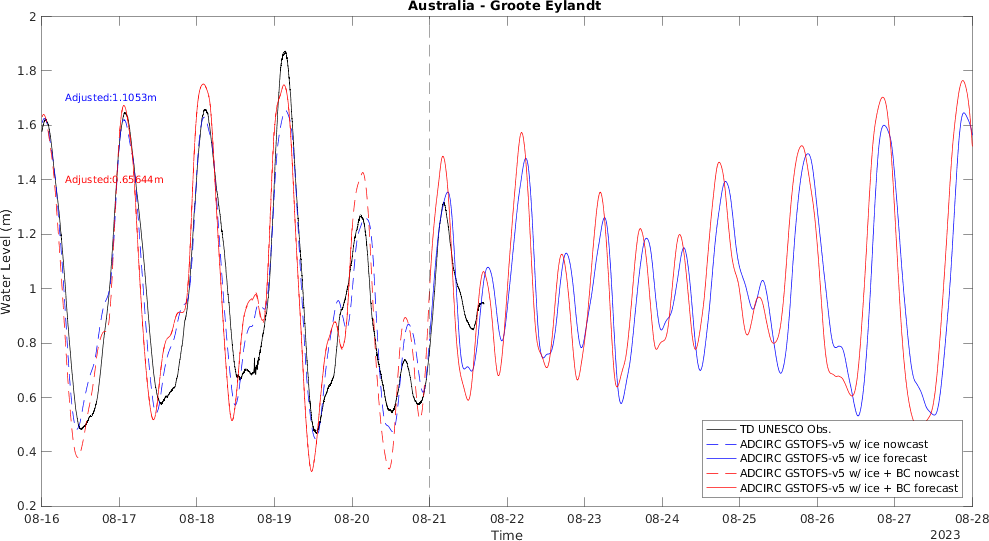 Australia - Groote Eylandt
2
1.8
1.6
1.4
1.2
1
0.8
0.6
0.4
0.2
Water Level (m)
Adjusted:1.1053m
Adjusted:0.65644m
TD UNESCO Obs.
ADCIRC GSTOFS-v5 w/ ice nowcast
ADCIRC GSTOFS-v5 w/ ice forecast
ADCIRC GSTOFS-v5 w/ ice + BC nowcast
ADCIRC GSTOFS-v5 w/ ice + BC forecast
08-16 08-17 08-18 08-19 08-20 08-21 08-22 08-23 08-24 08-25 08-26 08-27 08-28
Time
2023